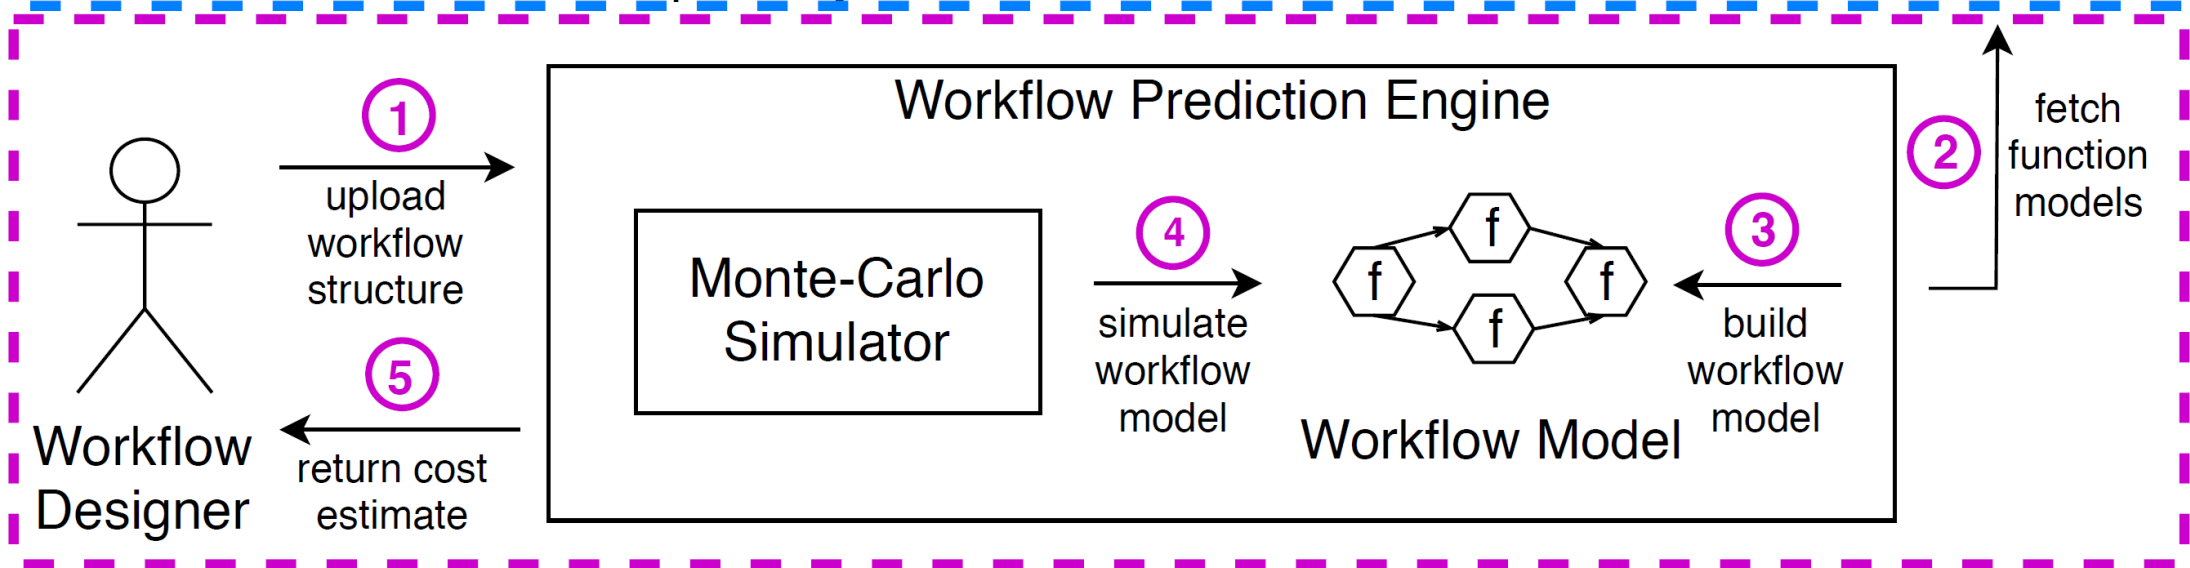 Workflow Prediction Engine
1
upload
workflow
structure
2
fetch
function
models
Monte-Carlo
Simulator
4
simulate
workflow
model
f
f
f
f
Workflow Model
3
build
workflow
model
5
return cost
estimate
Workflow
Designer